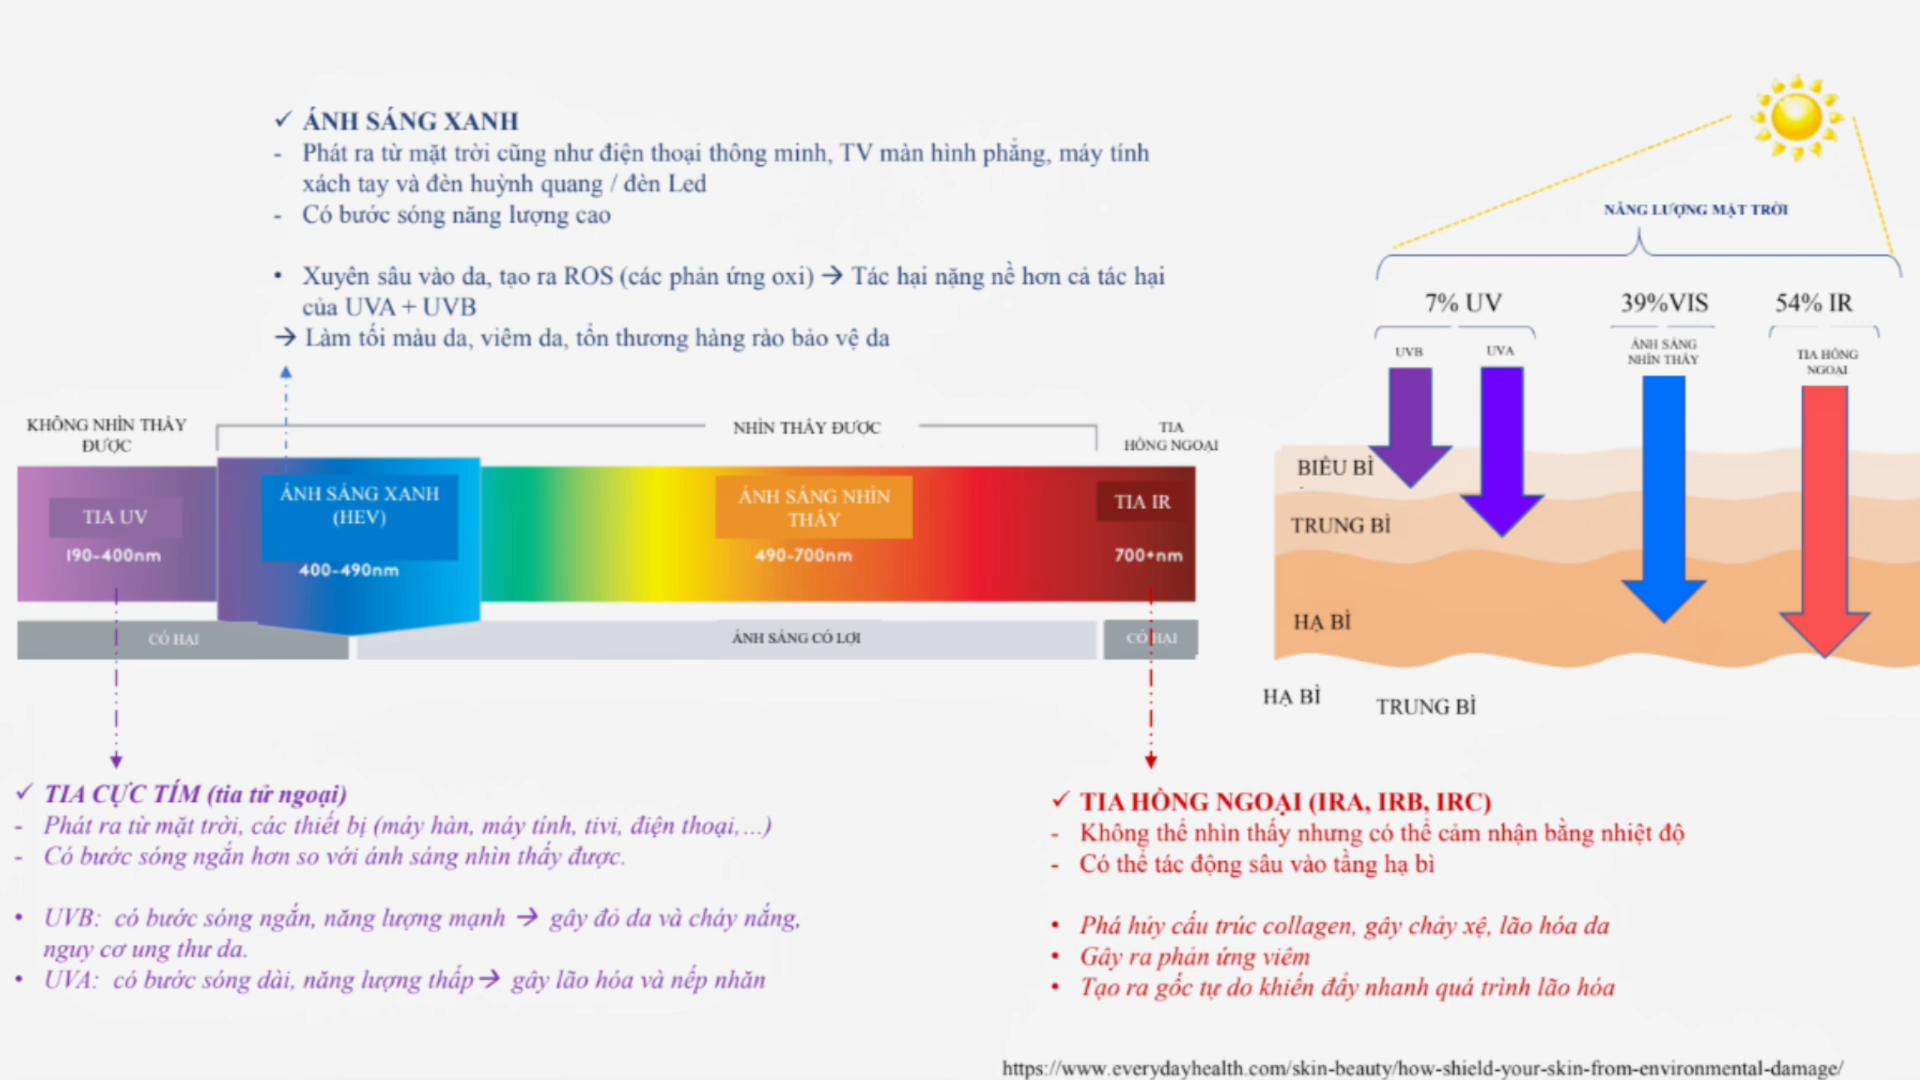 ✓ ÁNH SÁNG XANH
- Phát ra từ mặt trời cũng như điện thoại thông minh, TV màn hình phẳng, máy tính
xách tay và đèn huỳnh quang / đèn Led
- Có bước sóng năng lượng cao
• Xuyên sâu vào da, tạo ra ROS (các phản ứng oxi) → Tác hại nặng nề hơn cả tác hại
của UVA + UVB
→ Làm tối màu da, viêm da, tổn thương hàng rào bảo vệ da
KHÔNG NHÌN THẤY
ĐƯỢC
NHÌN THẤY ĐƯỢC
TIA
HỒNG NGOẠI
TIA UV
190-400nm
ÁNH SÁNG XANH
(HEV)
400-490nm
ÁNH SÁNG NHÌN
THẤY
490-700nm
TIA IR
700+nm
CÓ HẠI
ÁNH SÁNG CÓ LỢI
CÓ HẠI
NĂNG LƯỢNG MẶT TRỜI
7% UV
39%VIS
54% IR
UVB
UVA
ÁNH SÁNG
NHÌN THẤY
TIA HỒNG
NGOẠI
BIỂU BÌ
TRUNG BÌ
HẠ BÌ
HẠ BÌ
TRUNG BÌ
✓ TIA CỰC TÍM (tia tử ngoại)
- Phát ra từ mặt trời, các thiết bị (máy hàn, máy tính, tivi, điện thoại,...)
- Có bước sóng ngắn hơn so với ánh sáng nhìn thấy được.
• UVB: có bước sóng ngắn, năng lượng mạnh → gây đỏ da và cháy nắng,
nguy cơ ung thư da.
• UVA: có bước sóng dài, năng lượng thấp→ gây lão hóa và nếp nhăn
✓ TIA HỒNG NGOẠI (IRA, IRB, IRC)
- Không thể nhìn thấy nhưng có thể cảm nhận bằng nhiệt độ
- Có thể tác động sâu vào tầng hạ bì
• Phá hủy cấu trúc collagen, gây chảy xệ, lão hóa da
• Gây ra phản ứng viêm
• Tạo ra gốc tự do khiến đẩy nhanh quá trình lão hóa
https://www.everydayhealth.com/skin-beauty/how-shield-your-skin-from-environmental-damage/